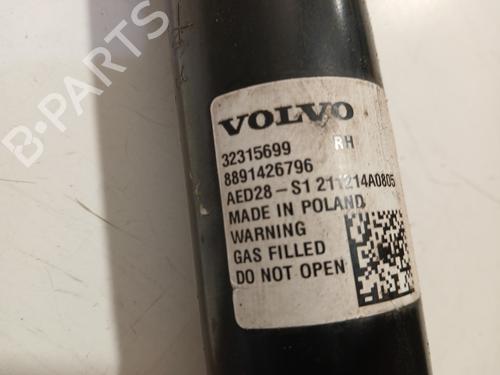 B-PARTS
VOLVO
32315699 RH
8891426796
AED28-S1 211214A0805
MADE IN POLAND
WARNING
GAS FILLED
DO NOT OPEN